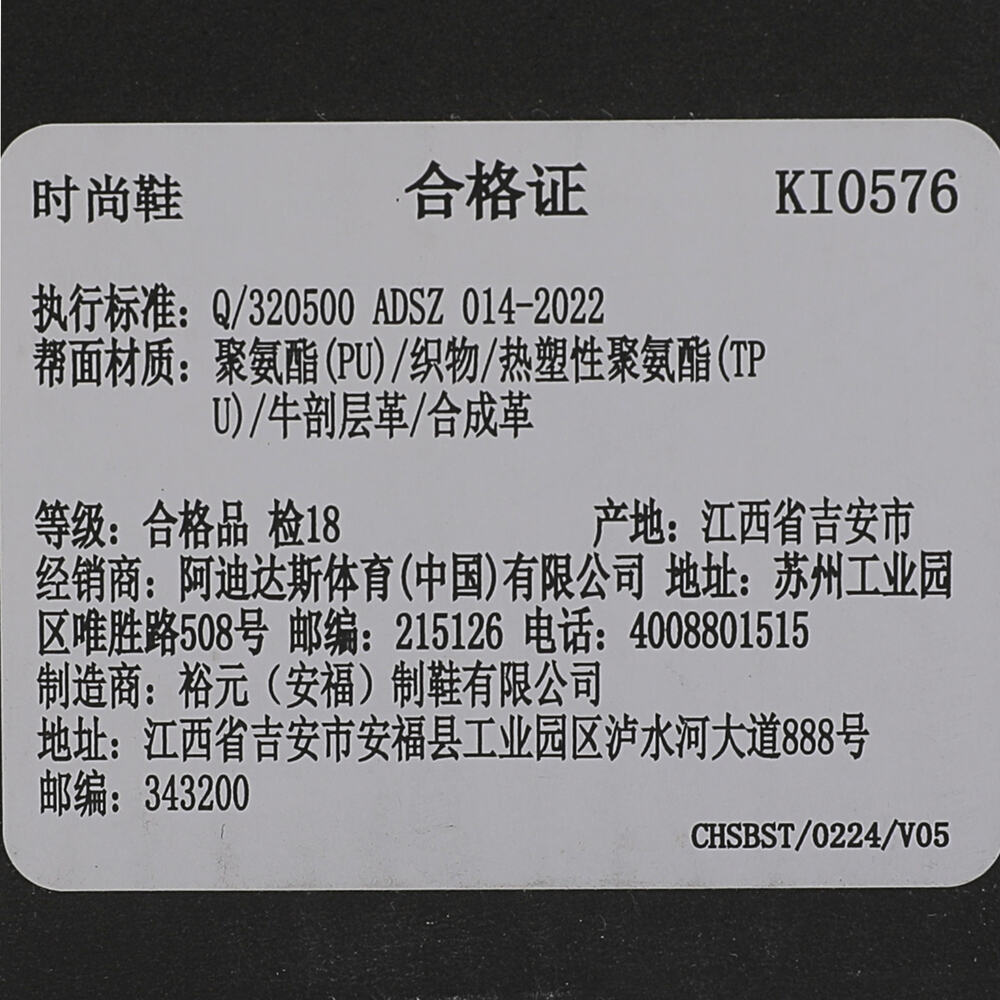 时尚鞋 合格证 KI0576
执行标准：Q/320500 ADSZ 014-2022
帮面材质：聚氨酯(PU)/织物/热塑性聚氨酯(TP
U)/牛剖层革/合成革
等级：合格品 检18 产地：江西省吉安市
经销商：阿迪达斯体育(中国)有限公司 地址：苏州工业园
区唯胜路508号 邮编：215126 电话：4008801515
制造商：裕元（安福）制鞋有限公司
地址：江西省吉安市安福县工业园区泸水河大道888号
邮编：343200
CHSBST/0224/V05